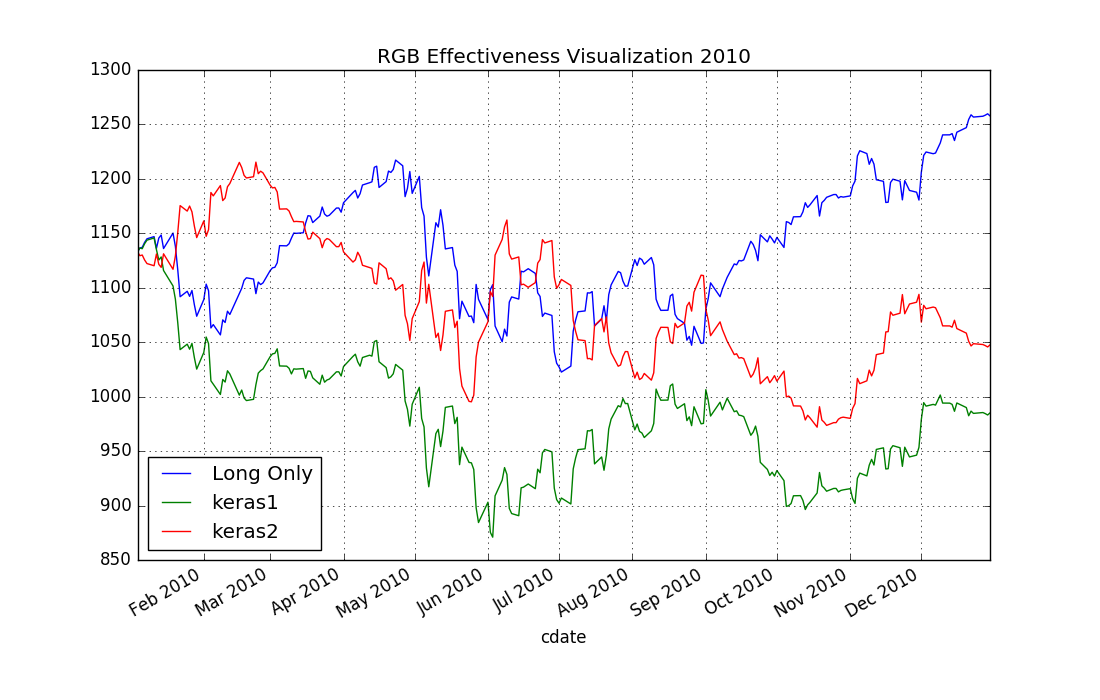 RGB Effectiveness Visualization 2010
1300
1250
1200
1150
1100
1050
1000
950
900
850
Long Only
keras1
keras2
Feb 2010
Mar 2010
Apr 2010
May 2010
Jun 2010
Jul 2010
Aug 2010
Sep 2010
Oct 2010
Nov 2010
Dec 2010
cdate